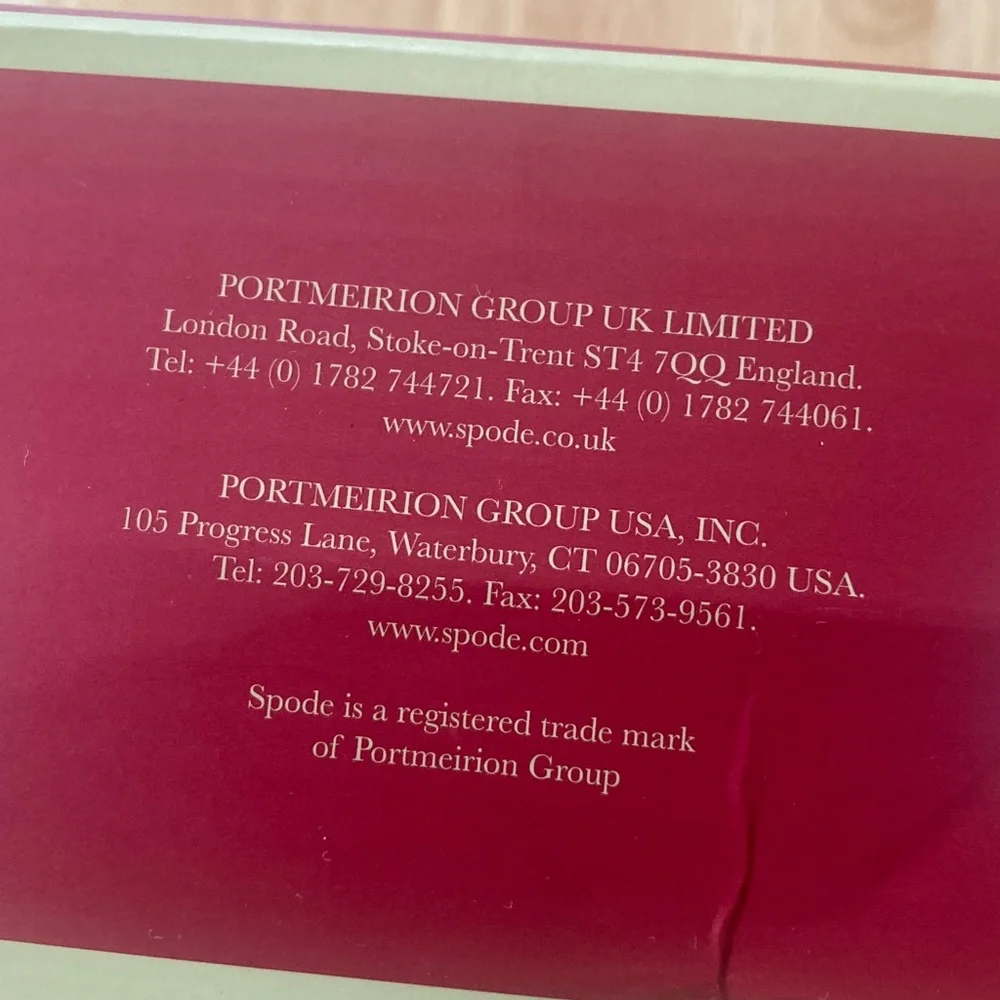 PORTMEIRION GROUP UK LIMITED
London Road, Stoke-on-Trent ST4 7QQ England.
Tel: +44 (0) 1782 744721. Fax: +44 (0) 1782 744061.
www.spode.co.uk
PORTMEIRION GROUP USA, INC.
105 Progress Lane, Waterbury, CT 06705-3830 USA.
Tel: 203-729-8255. Fax: 203-573-9561.
www.spode.com
Spode is a registered trade mark
of Portmeirion Group